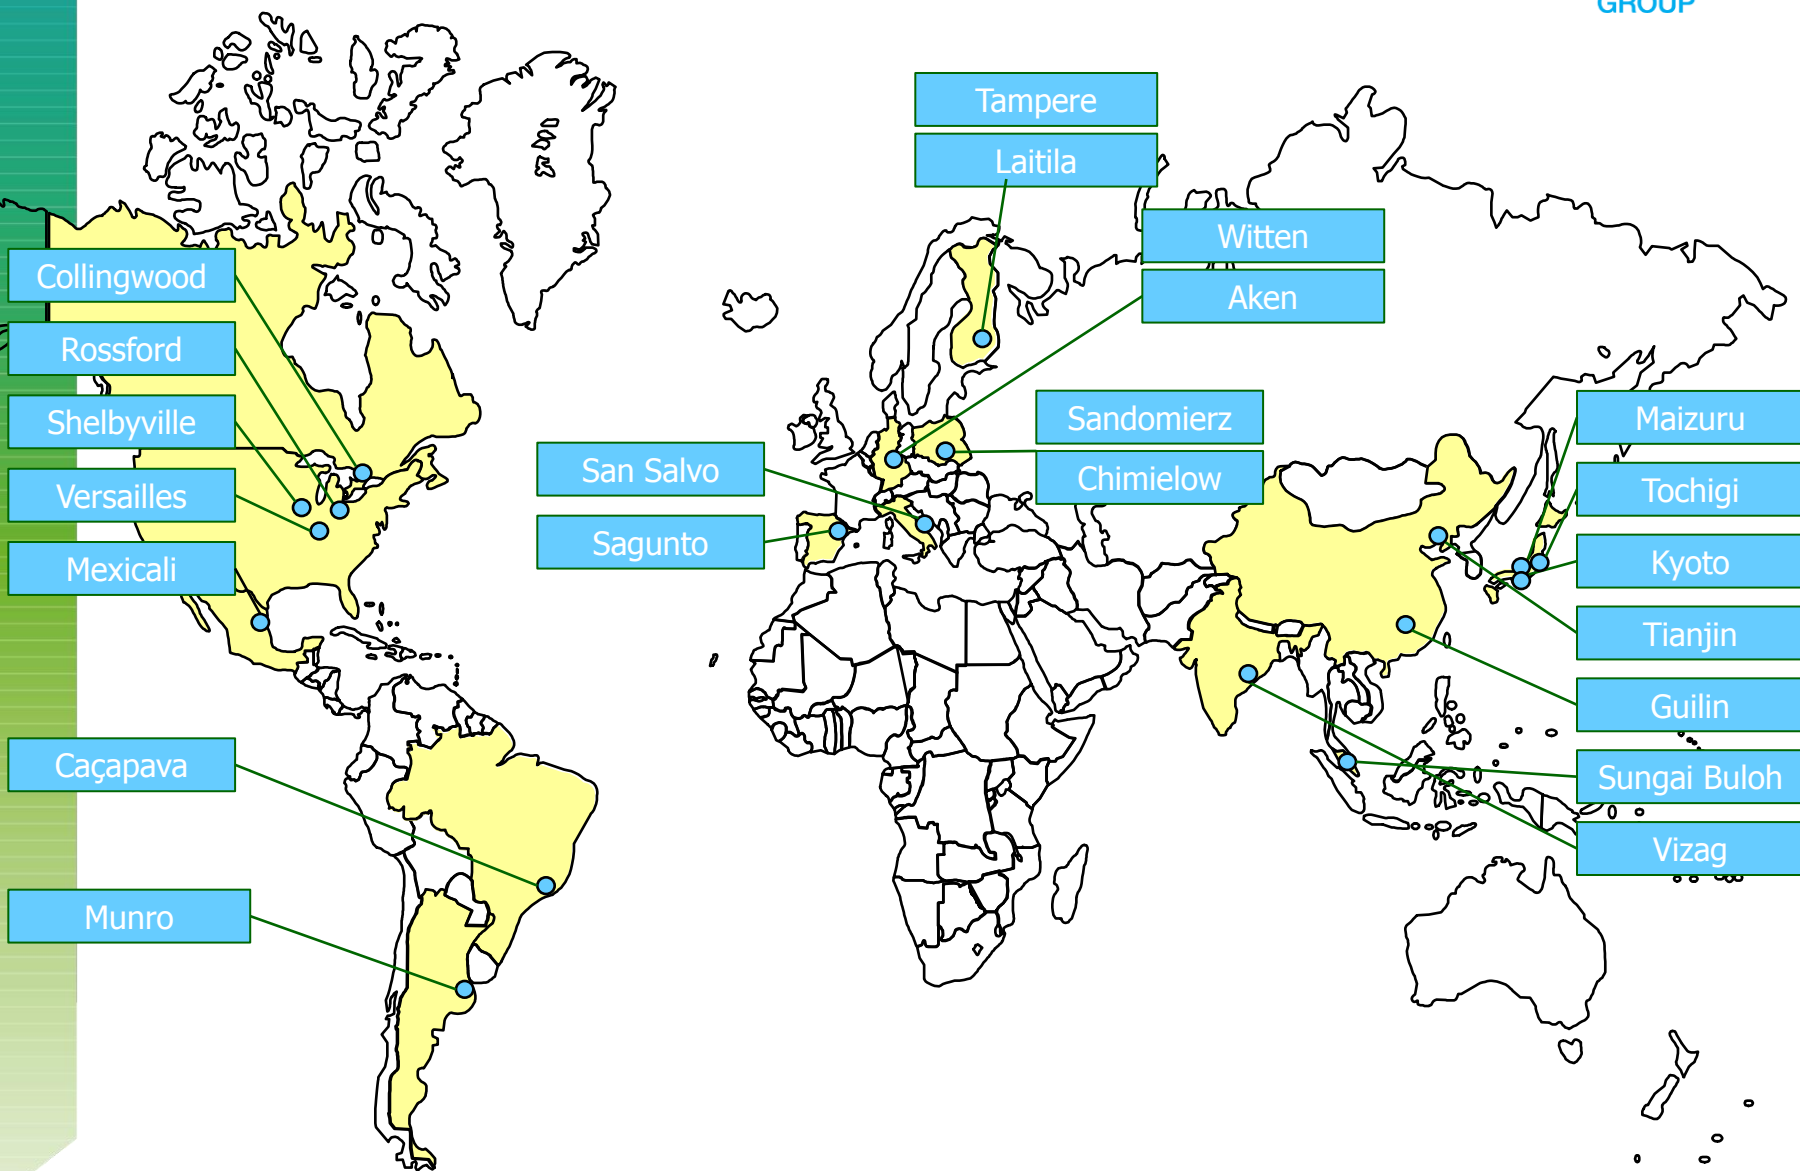 GROUP
Tampere
Laitila
Witten
Aken
Collingwood
Rossford
Shelbyville
Versailles
Mexicali
San Salvo
Sagunto
Sandomierz
Chimielow
Maizuru
Tochigi
Kyoto
Tianjin
Guilin
Sungai Buloh
Vizag
Caçapava
Munro